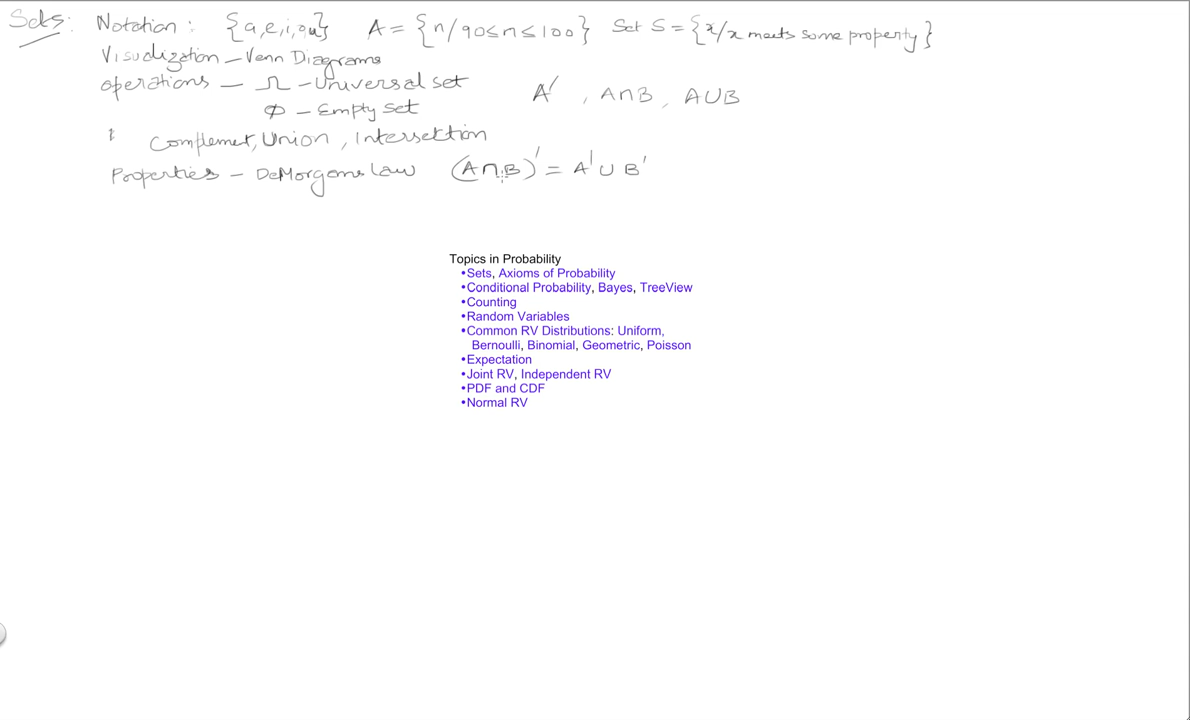 Sets: Notation: {a,e,i,o,u} A = {n/90≤n≤100} Set S = {x/x meets some property}
Visualization - Venn Diagrams
operations - Ω - Universal set
Φ - Empty Set
A', A∩B, A∪B
Complemet, Union, Intersektion
Properties - DeMorgans Law (A∩B)' = A' ∪ B'
Topics in Probability
•Sets, Axioms of Probability
•Conditional Probability, Bayes, TreeView
•Counting
•Random Variables
•Common RV Distributions: Uniform,
Bernoulli, Binomial, Geometric, Poisson
•Expectation
•Joint RV, Independent RV
•PDF and CDF
•Normal RV